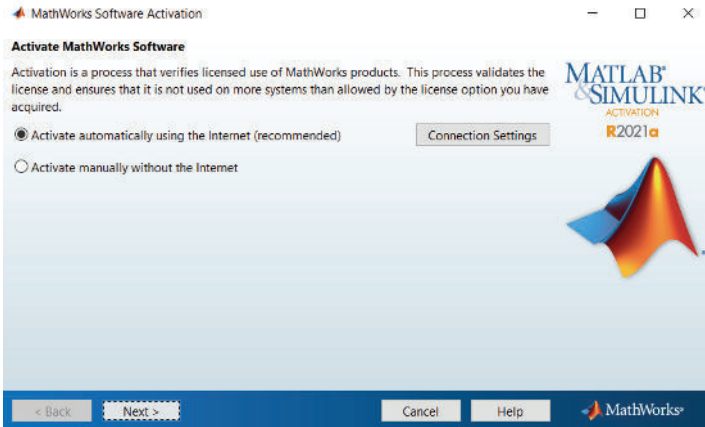 MathWorks Software Activation
Activate MathWorks Software
Activation is a process that verifies licensed use of MathWorks products. This process validates the
license and ensures that it is not used on more systems than allowed by the license option you have
acquired.
Activate automatically using the Internet (recommended)
Connection Settings
Activate manually without the Internet
MATLAB®
&SIMULINK®
ACTIVATION
R2021a
< Back
Next >
Cancel
Help
MathWorks®